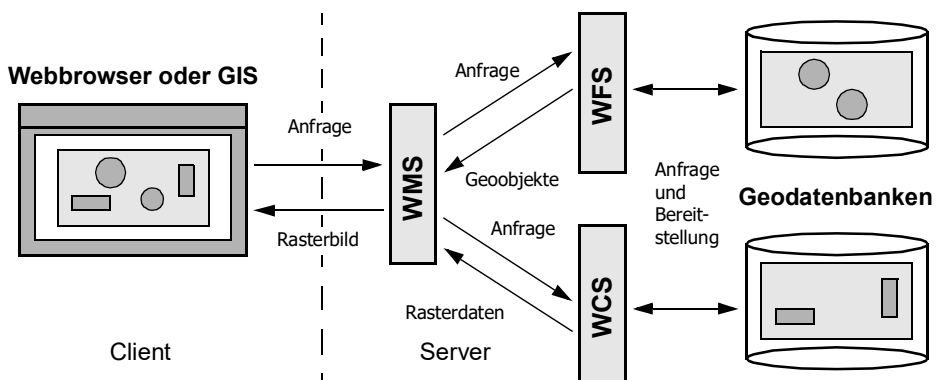 Webbrowser oder GIS
Anfrage
Rasterbild
WMS
Anfrage
Geoobjekte
Anfrage
Rasterdaten
WFS
WCS
Anfrage
und
Bereit-
stellung
Geodatenbanken
Client
Server